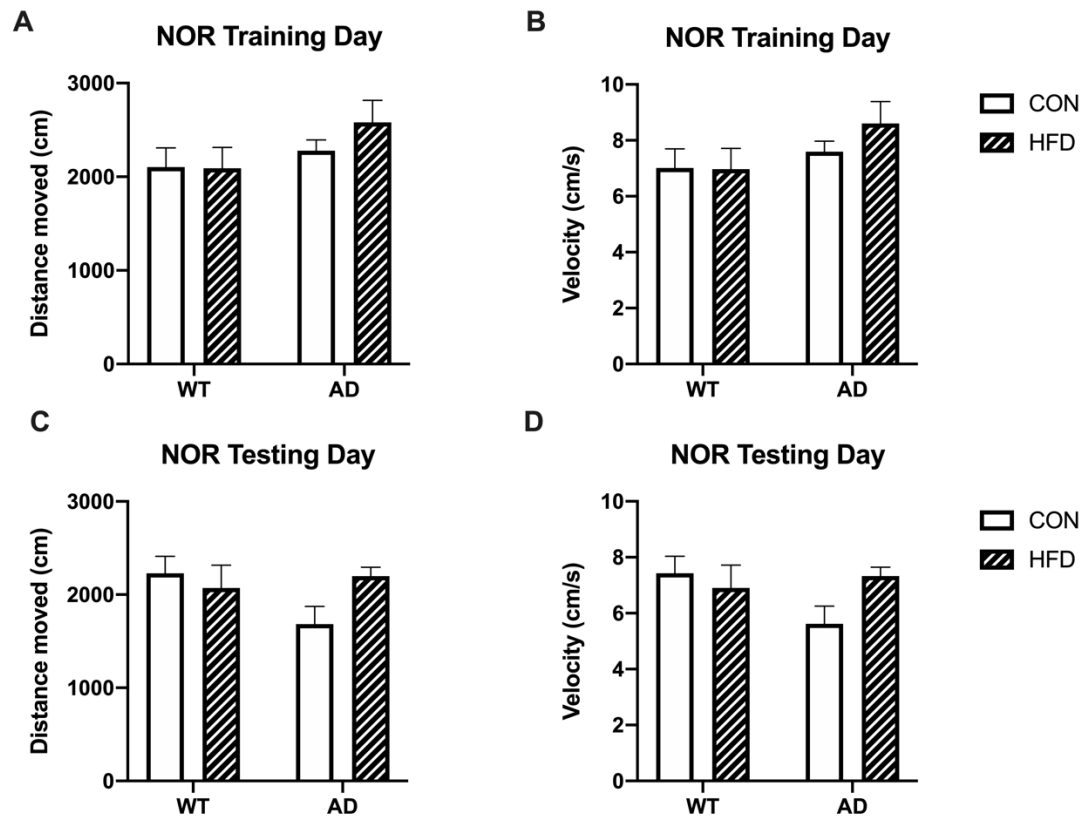 A
NOR Training Day
Distance moved (cm)
3000
2000
1000
0
WT
AD
B
NOR Training Day
Velocity (cm/s)
10
8
6
4
2
0
WT
AD
CON
HFD
C
NOR Testing Day
Distance moved (cm)
3000
2000
1000
0
WT
AD
D
NOR Testing Day
Velocity (cm/s)
10
8
6
4
2
0
WT
AD
CON
HFD